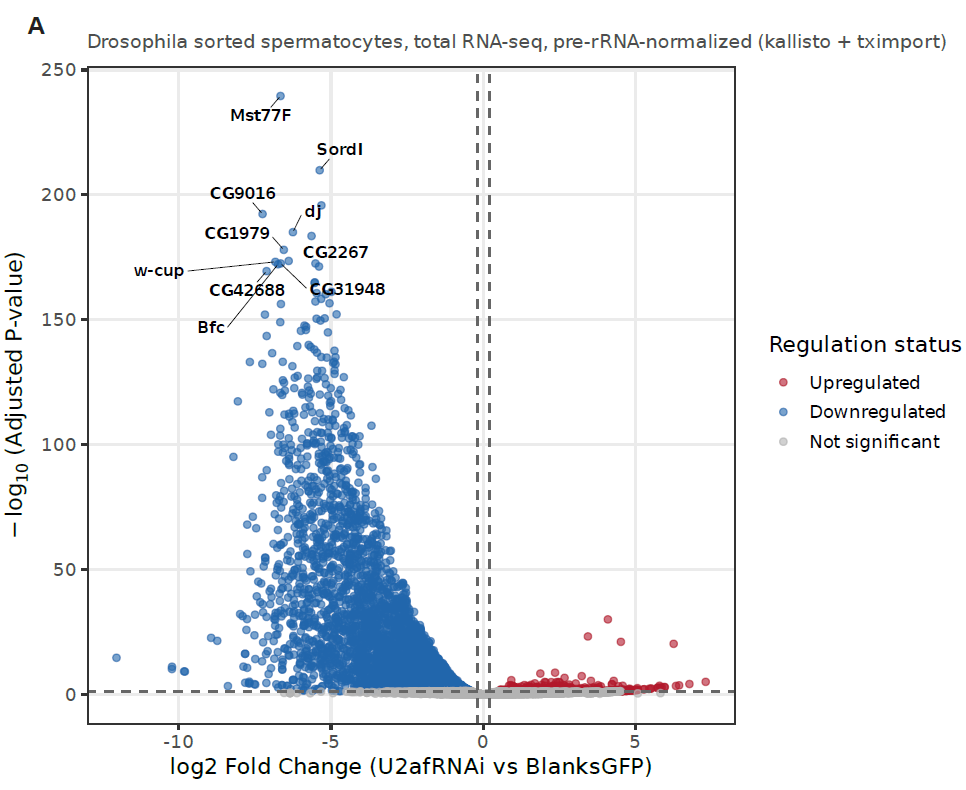 A
Drosophila sorted spermatocytes, total RNA-seq, pre-rRNA-normalized (kallisto + tximport)
250
Mst77F
SordI
200
CG9016
dj
CG1979
CG2267
w-cup
CG42688
CG31948
150
Bfc
100
50
0
− log10 (Adjusted P-value)
-10
-5
0
5
log2 Fold Change (U2afRNAi vs BlanksGFP)
Regulation status
Upregulated
Downregulated
Not significant